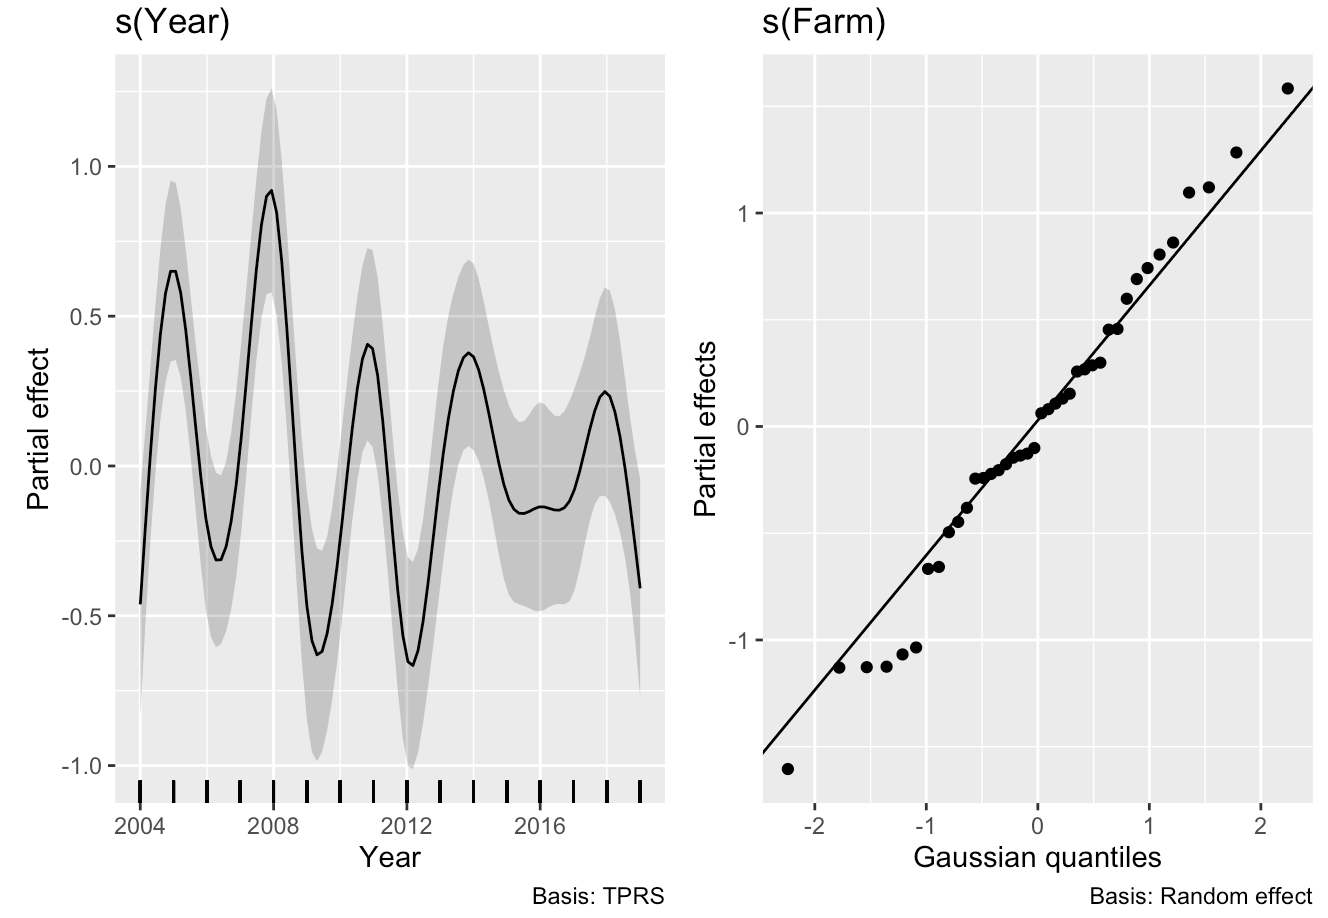 s(Year)
Partial effect
1.0
0.5
0.0
-0.5
-1.0
2004 2008 2012 2016
Year
Basis: TPRS
s(Farm)
Partial effects
1
0
-1
-2 -1 0 1 2
Gaussian quantiles
Basis: Random effect